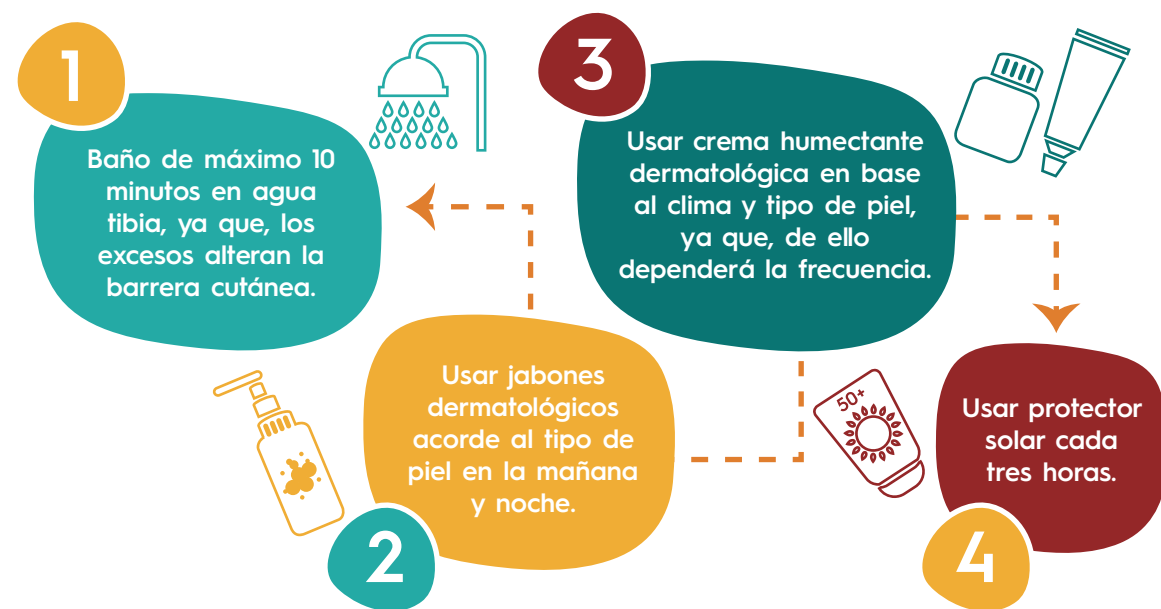 1
Baño de máximo 10
minutos en agua
tibia, ya que, los
excesos alteran la
barrera cutánea.
2
Usar jabones
dermatológicos
acorde al tipo de
piel en la mañana
y noche.
3
Usar crema humectante
dermatológica en base
al clima y tipo de piel,
ya que, de ello
dependerá la frecuencia.
50+
4
Usar protector
solar cada
tres horas.